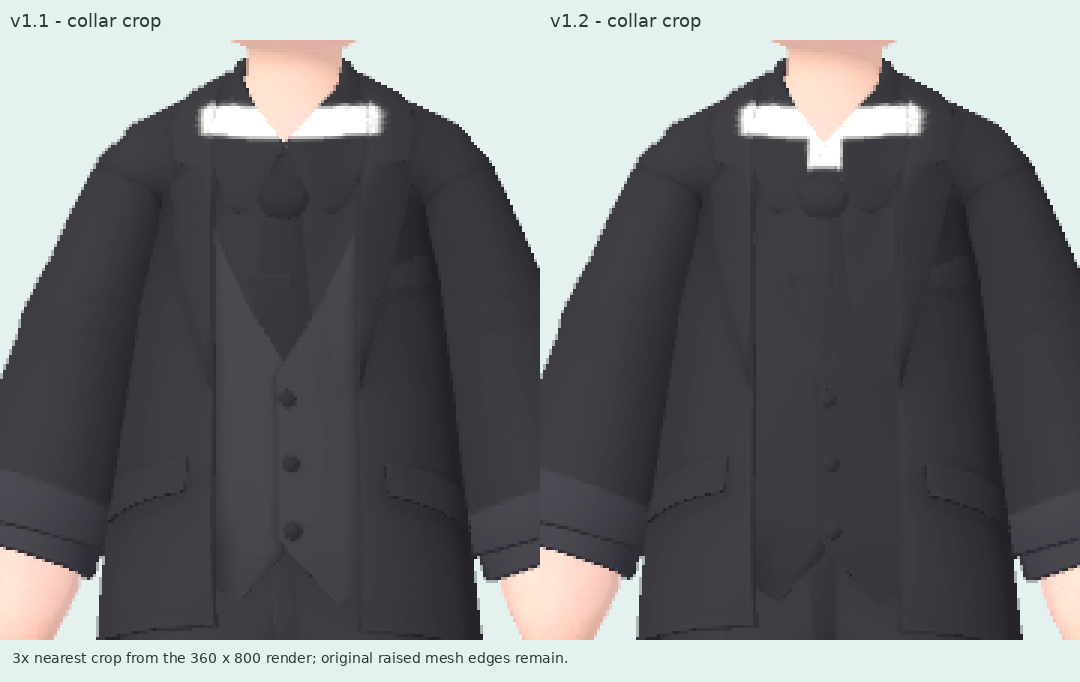 v1.1 - collar crop
v1.2 - collar crop
3x nearest crop from the 360 x 800 render; original raised mesh edges remain.